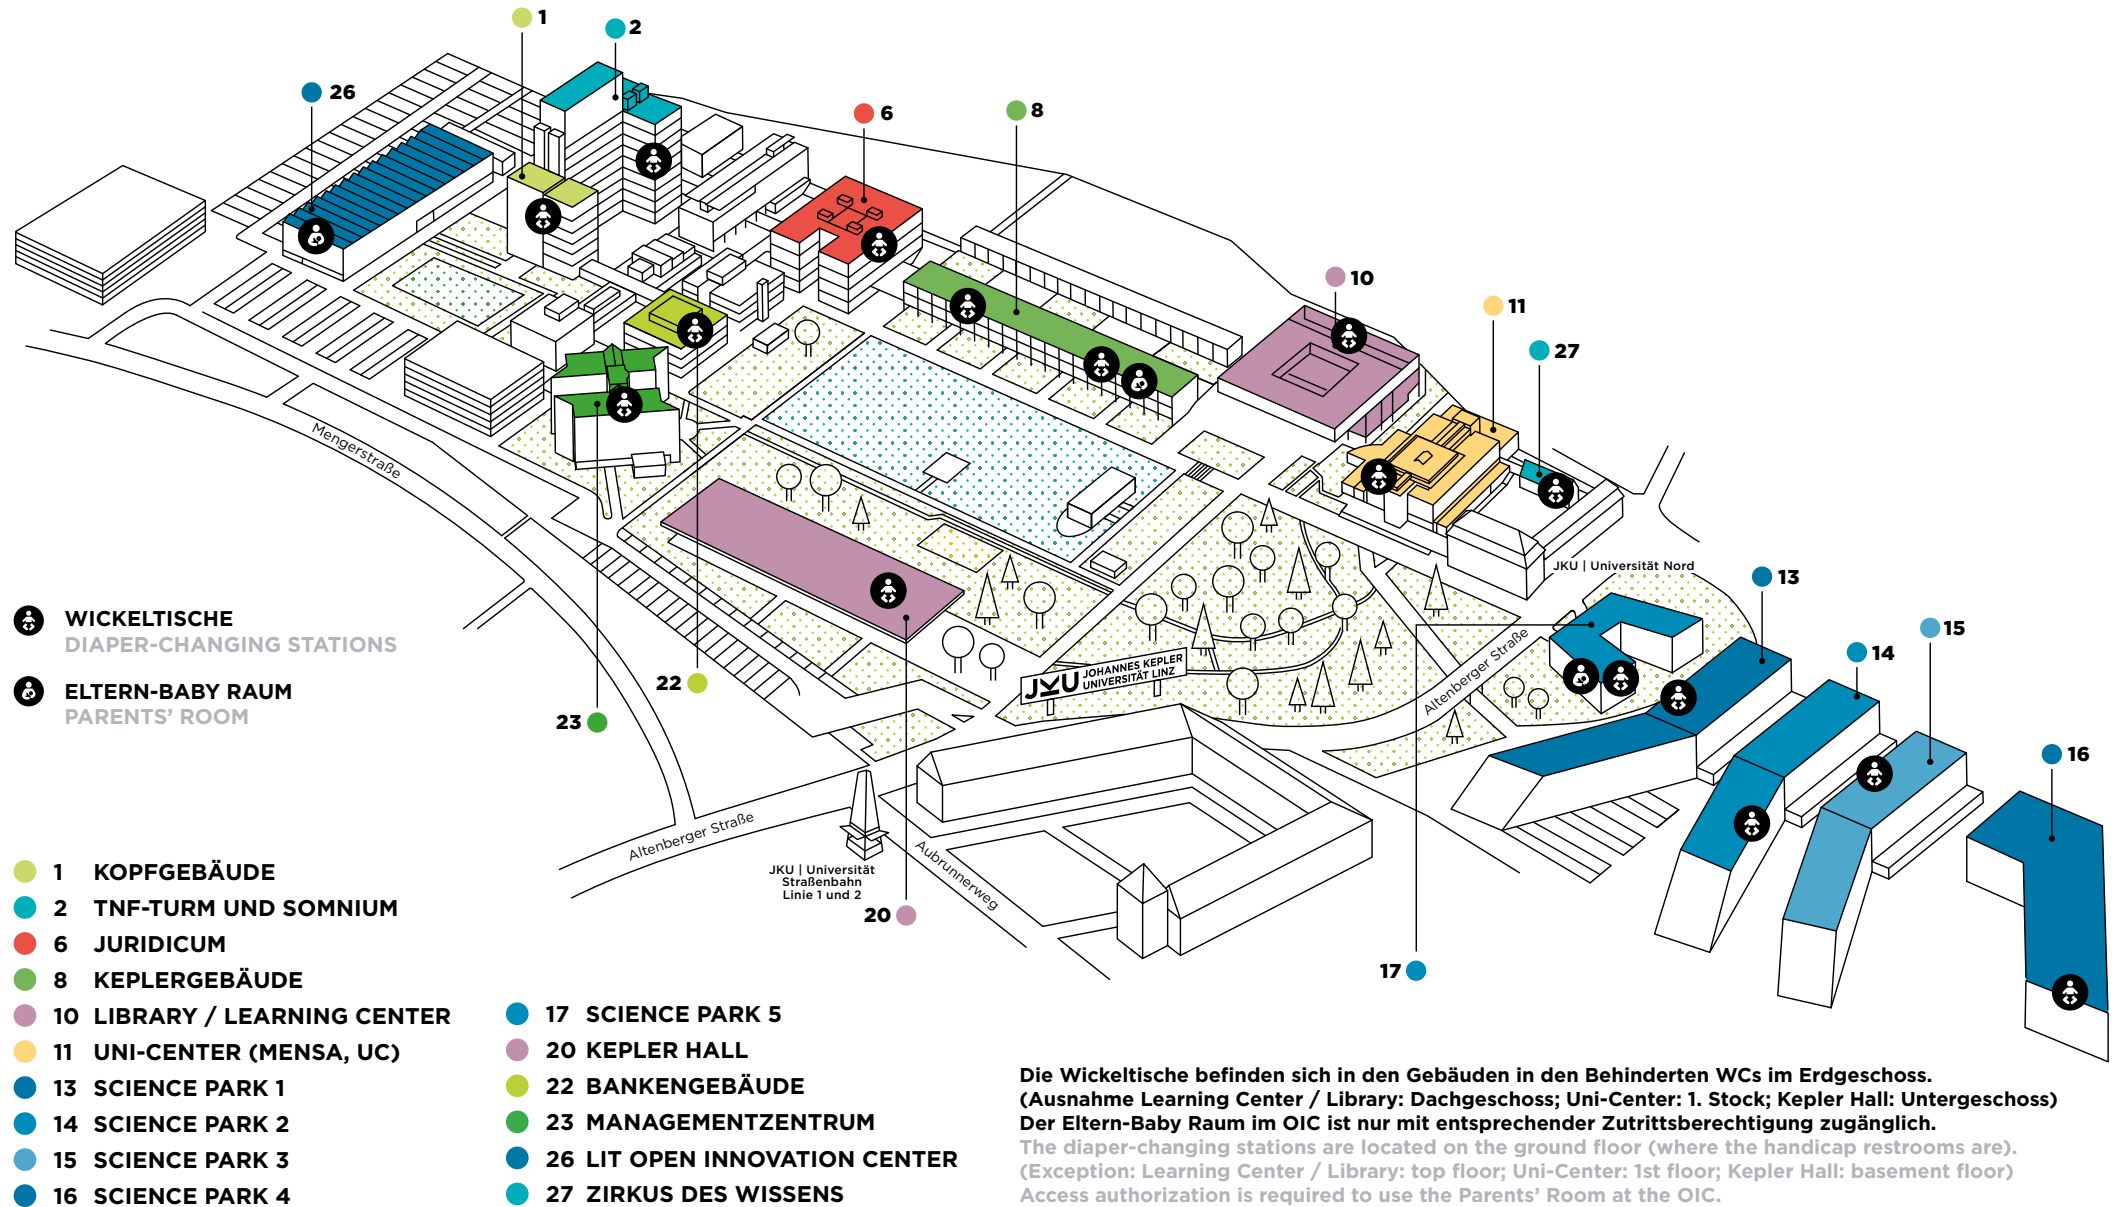 1
2
26
6
8
10
11
27
Mengerstraße
JKU | Universität Nord
13
WICKELTISCHE
DIAPER-CHANGING STATIONS
15
14
Altenberger Straße
JKU JOHANNES KEPLER
UNIVERSITÄT LINZ
22
ELTERN-BABY RAUM
PARENTS’ ROOM
23
16
Altenberger Straße
Aubrunnerweg
JKU | Universität
Straßenbahn
Linie 1 und 2
20
17
1 KOPFGEBÄUDE
2 TNF-TURM UND SOMNIUM
6 JURIDICUM
8 KEPLERGEBÄUDE
10 LIBRARY / LEARNING CENTER
11 UNI-CENTER (MENSA, UC)
13 SCIENCE PARK 1
14 SCIENCE PARK 2
15 SCIENCE PARK 3
16 SCIENCE PARK 4
17 SCIENCE PARK 5
20 KEPLER HALL
22 BANKENGEBÄUDE
23 MANAGEMENTZENTRUM
26 LIT OPEN INNOVATION CENTER
27 ZIRKUS DES WISSENS
Die Wickeltische befinden sich in den Gebäuden in den Behinderten WCs im Erdgeschoss.
(Ausnahme Learning Center / Library: Dachgeschoss; Uni-Center: 1. Stock; Kepler Hall: Untergeschoss)
Der Eltern-Baby Raum im OIC ist nur mit entsprechender Zutrittsberechtigung zugänglich.
The diaper-changing stations are located on the ground floor (where the handicap restrooms are).
(Exception: Learning Center / Library: top floor; Uni-Center: 1st floor; Kepler Hall: basement floor)
Access authorization is required to use the Parents’ Room at the OIC.